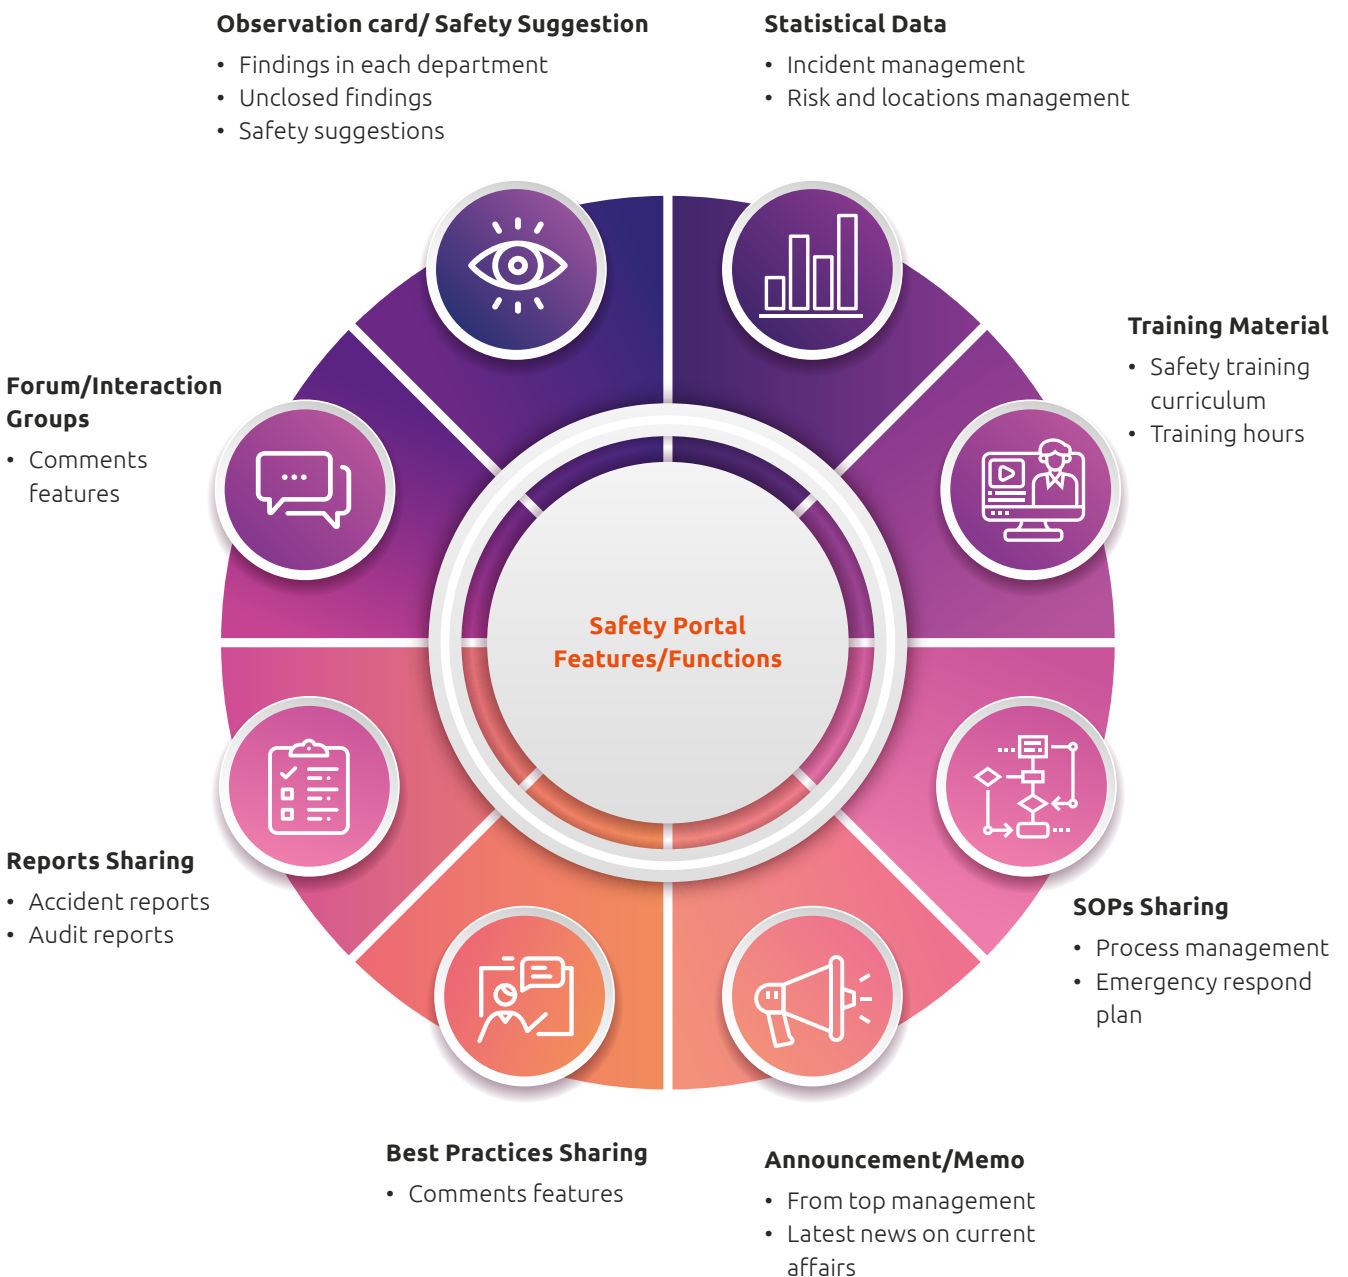 Observation card/ Safety Suggestion
• Findings in each department
• Unclosed findings
• Safety suggestions
Statistical Data
• Incident management
• Risk and locations management
Training Material
• Safety training
curriculum
• Training hours
Forum/Interaction
Groups
• Comments
features
Safety Portal
Features/Functions
Reports Sharing
• Accident reports
• Audit reports
SOPs Sharing
• Process management
• Emergency respond
plan
Best Practices Sharing
• Comments features
Announcement/Memo
• From top management
• Latest news on current
affairs